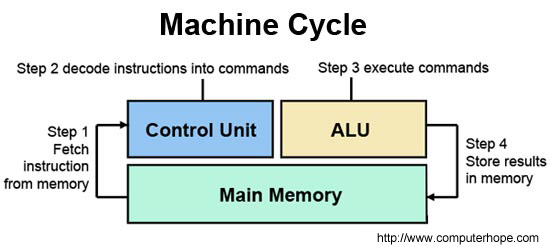 Machine Cycle
Step 2 decode instructions into commands
Step 3 execute commands
Step 1
Fetch
instruction
from memory
Control Unit
ALU
Step 4
Store results
in memory
Main Memory
http://www.computerhope.com